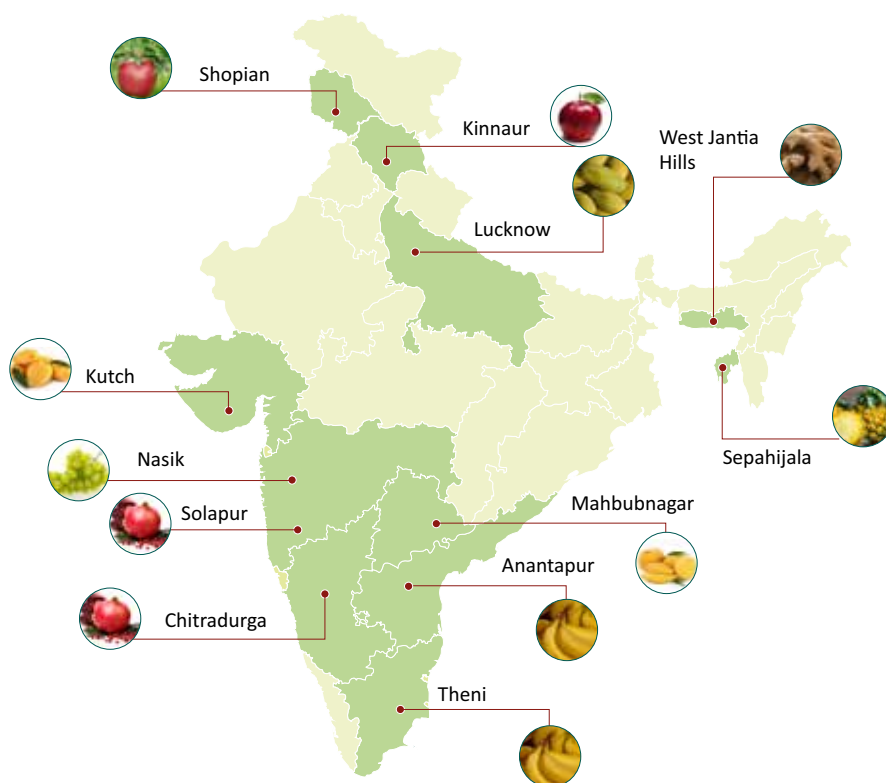 Shopian
Kinnaur
West Jantia
Hills
Lucknow
Kutch
Nasik
Sepahijala
Solapur
Mahbubnagar
Anantapur
Chitradurga
Theni